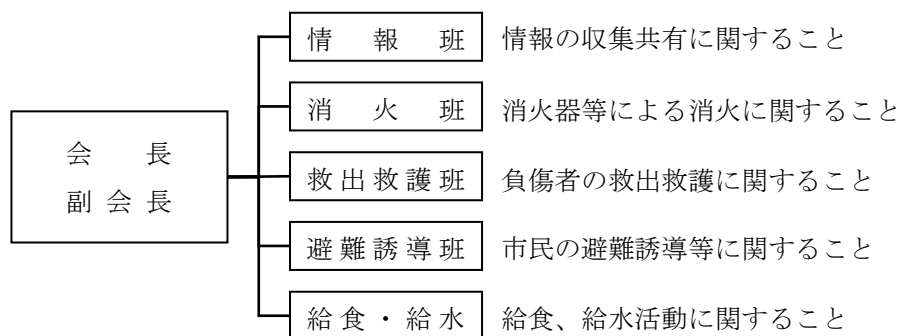 情報班 情報の収集共有に関すること
消火班 消火器等による消火に関すること
会長
副会長
救出救護班 負傷者の救出救護に関すること
避難誘導班 市民の避難誘導等に関すること
給食・給水 給食、給水活動に関すること